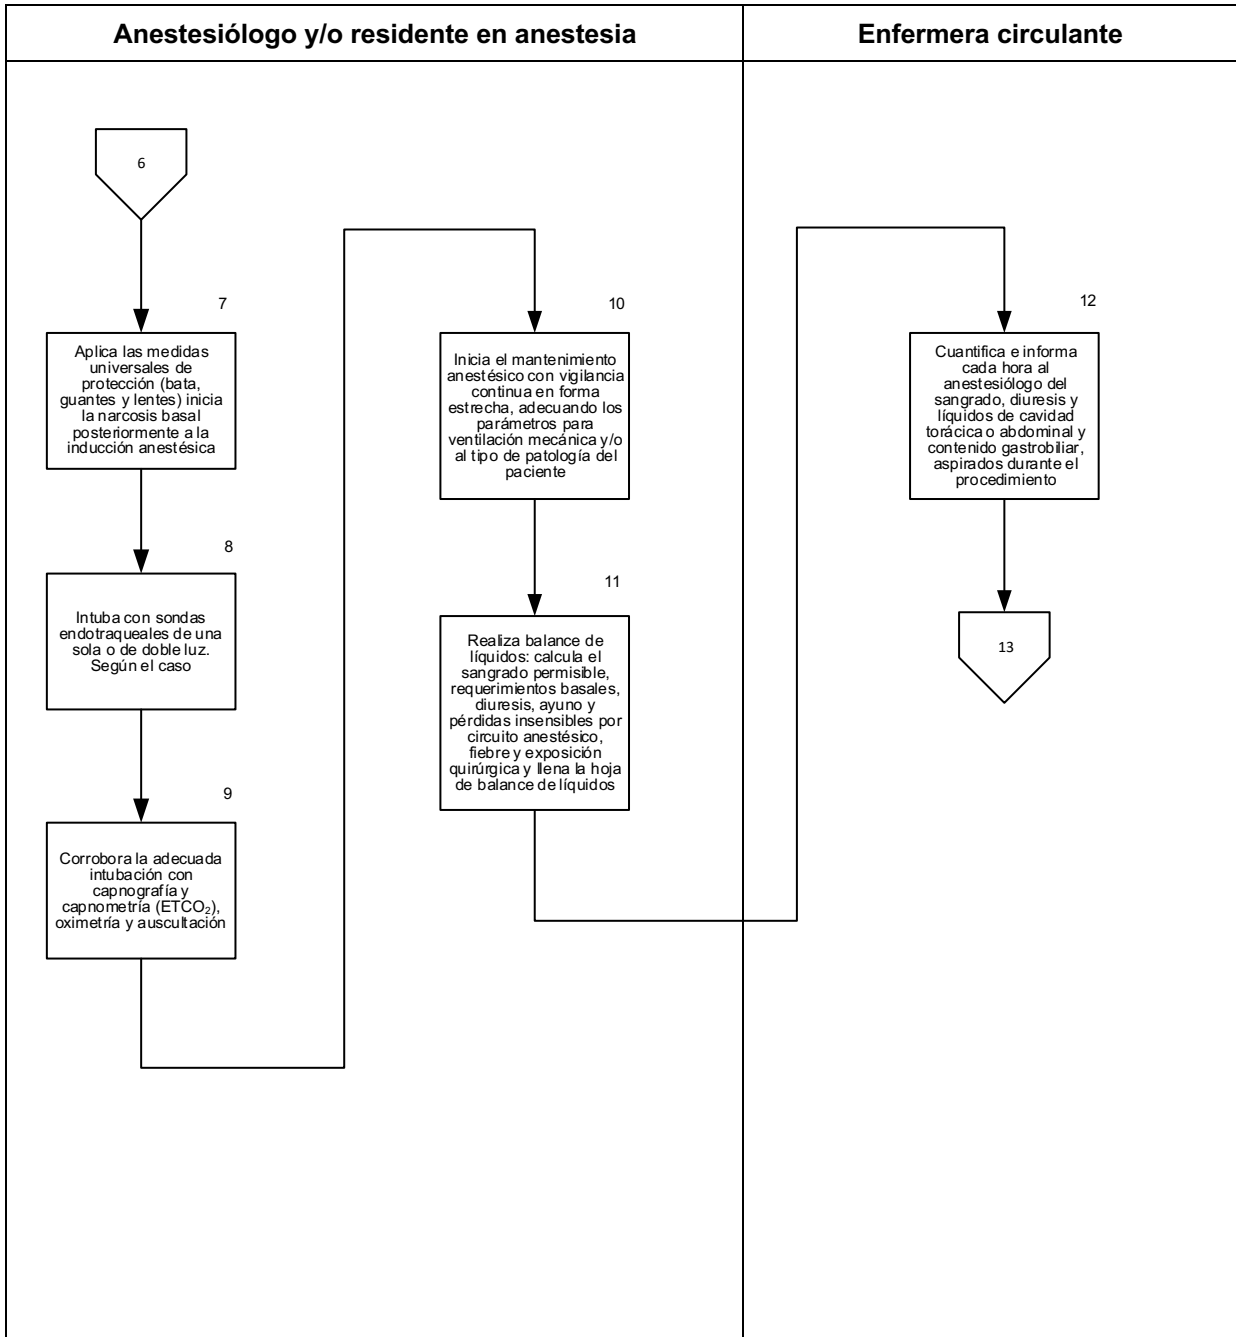 Anestesiólogo y/o residente en anestesia
Enfermera circulante
6
7
Aplica las medidas
universales de
protección (bata,
guantes y lentes) inicia
la narcosis basal
posteriormente a la
inducción anestésica
8
Intuba con sondas
endotraqueales de una
sola o de doble luz.
Según el caso
9
Corrobora la adecuada
intubación con
capnografía y
capnometría (ETCO₂),
oximetría y auscultación
10
Inicia el mantenimiento
anestésico con vigilancia
continua en forma
estrecha, adecuando los
parámetros para
ventilación mecánica y/o
al tipo de patología del
paciente
11
Realiza balance de
líquidos: calcula el
sangrado permisible,
requerimientos basales,
diuresis, ayuno y
pérdidas insensibles por
circuito anestésico,
fiebre y exposición
quirúrgica y llena la hoja
de balance de líquidos
12
Cuantifica e informa
cada hora al
anestesiólogo del
sangrado, diuresis y
líquidos de cavidad
torácica o abdominal y
contenido gastrobiliar,
aspirados durante el
procedimiento
13